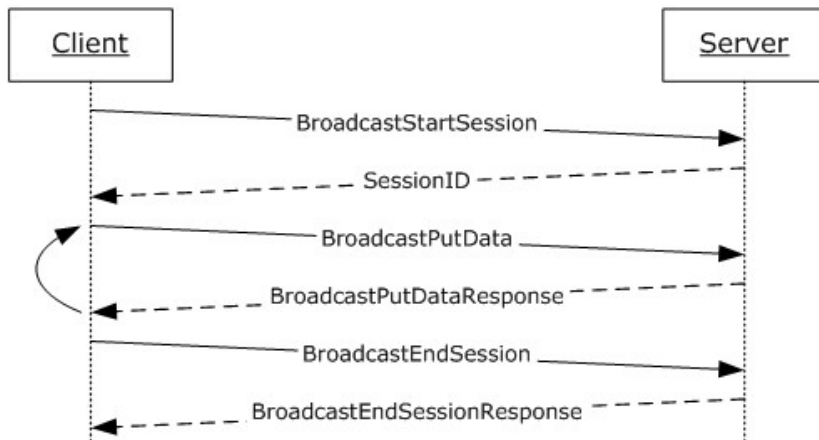 Client
Server
BroadcastStartSession
SessionID
BroadcastPutData
BroadcastPutDataResponse
BroadcastEndSession
BroadcastEndSessionResponse